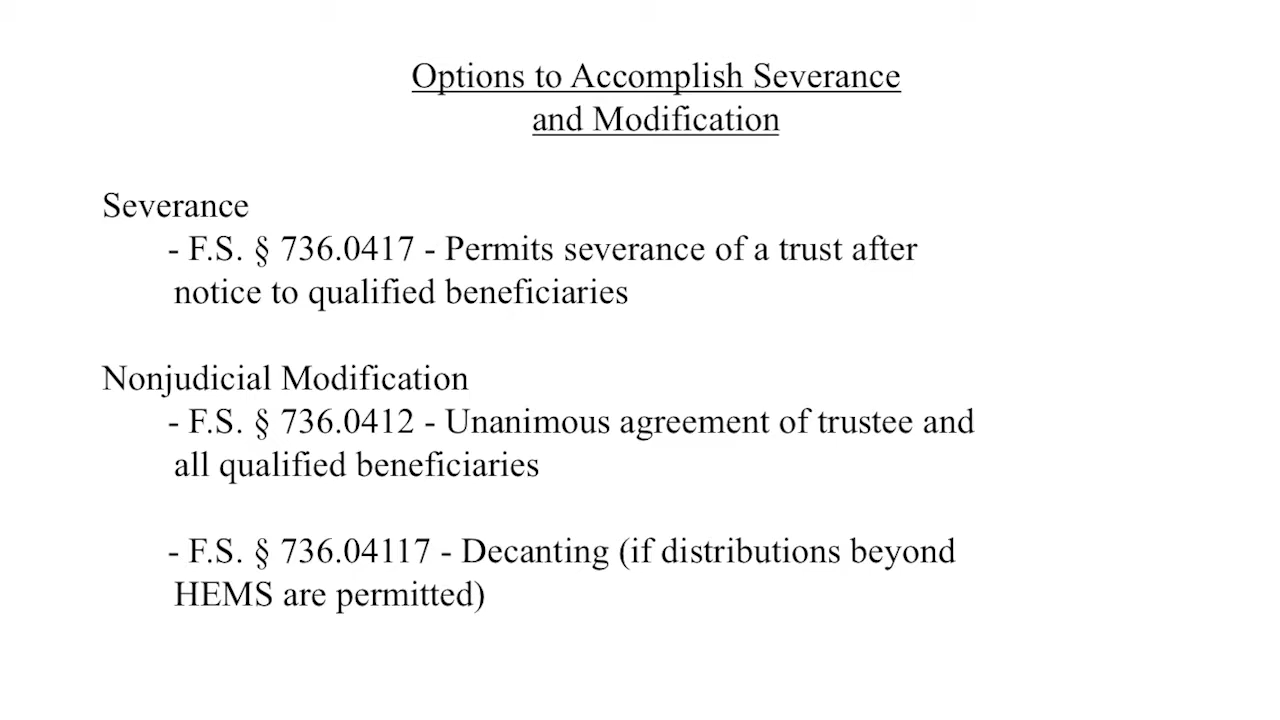 Options to Accomplish Severance
and Modification
Severance
- F.S. § 736.0417 - Permits severance of a trust after
notice to qualified beneficiaries
Nonjudicial Modification
- F.S. § 736.0412 - Unanimous agreement of trustee and
all qualified beneficiaries
- F.S. § 736.04117 - Decanting (if distributions beyond
HEMS are permitted)